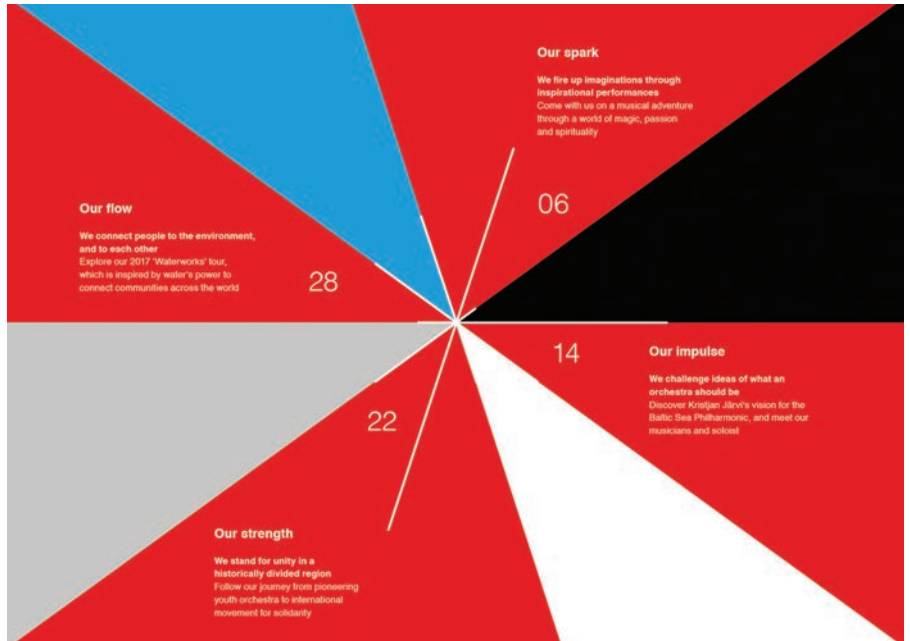 Our spark
We fire up imaginations through
inspirational performances
Come with us on a musical adventure
through a world of magic, passion
and spirituality
06
Our flow
We connect people to the environment,
and to each other
Explore our 2017 'Waterworks' tour,
which is inspired by water's power to
connect communities across the world
28
14
Our impulse
We challenge ideas of what an
orchestra should be
Discover Kristjan Järvi's vision for the
Baltic Sea Philharmonic, and meet our
musicians and soloist
22
Our strength
We stand for unity in a
historically divided region
Follow our journey from pioneering
youth orchestra to international
movement for solidarity